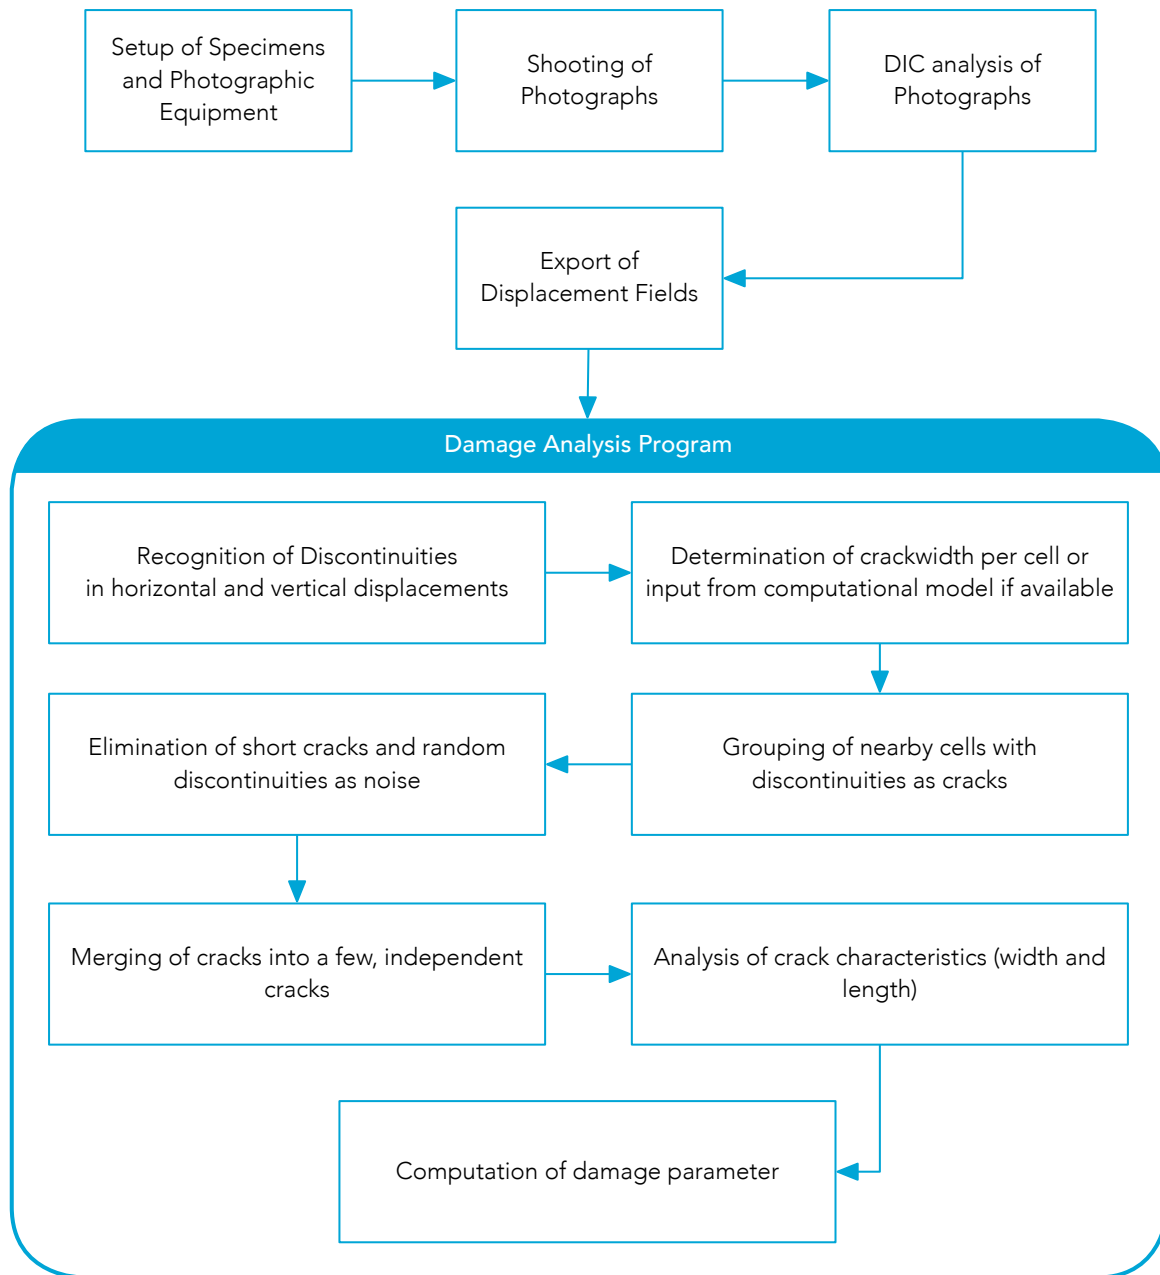 Setup of Specimens
and Photographic
Equipment
Shooting of
Photographs
DIC analysis of
Photographs
Export of
Displacement Fields
Damage Analysis Program
Recognition of Discontinuities
in horizontal and vertical displacements
Determination of crackwidth per cell or
input from computational model if available
Grouping of nearby cells with
discontinuities as cracks
Elimination of short cracks and random
discontinuities as noise
Merging of cracks into a few, independent
cracks
Analysis of crack characteristics (width and
length)
Computation of damage parameter